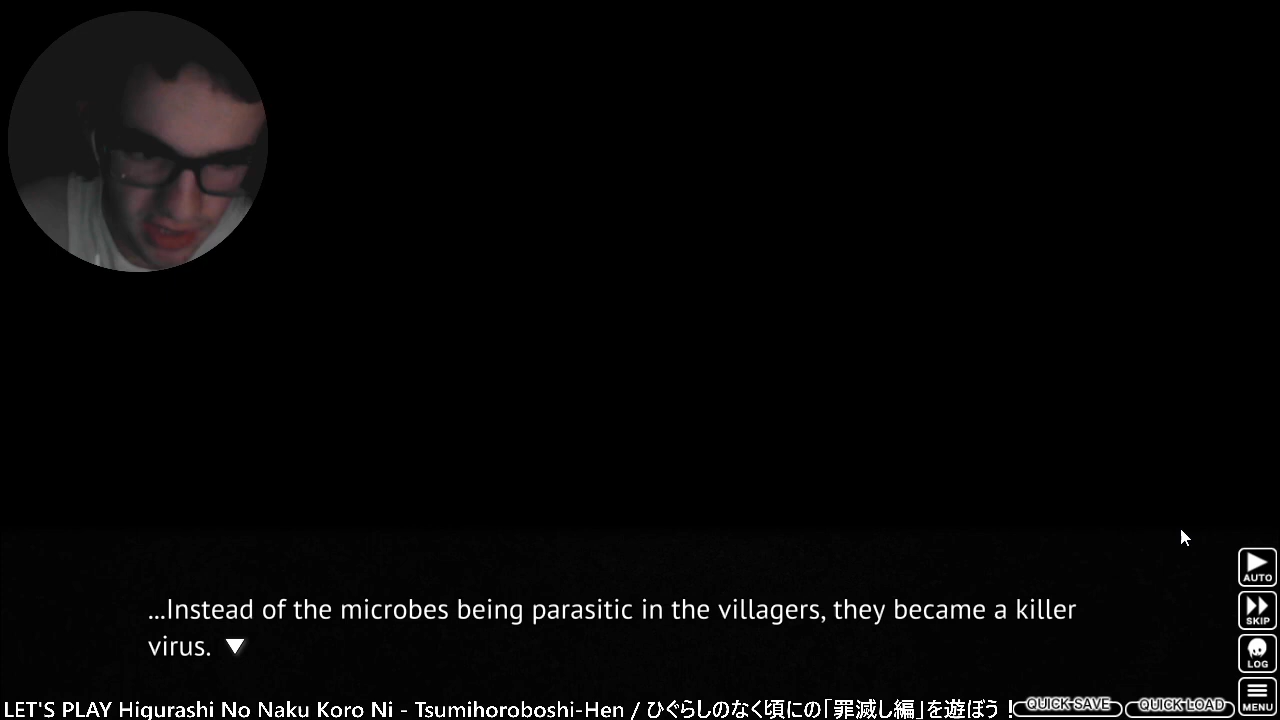 ...Instead of the microbes being parasitic in the villagers, they became a killer
virus.
AUTO
SKIP
LOG
MENU
QUICK SAVE
QUICK LOAD
LET'S PLAY Higurashi No Naku Koro Ni - Tsumihoroboshi-Hen / ひぐらしのなく頃にの「罪滅し編」を遊ぼう！